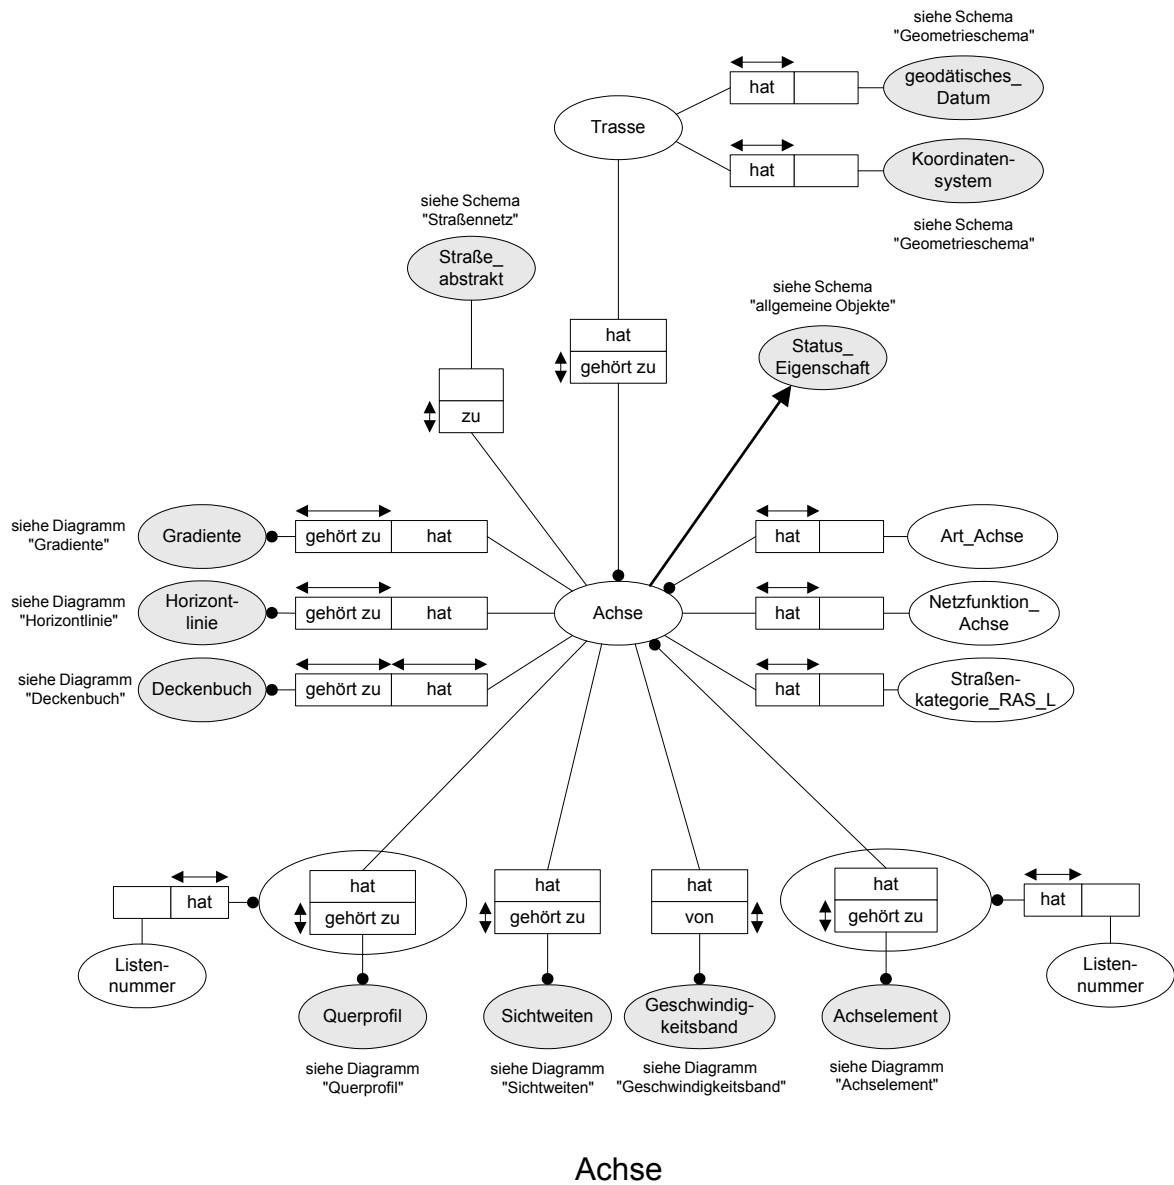 siehe Schema
"Geometrieschema"
geodätisches_
Datum
hat
Trasse
hat
Koordinaten-
system
siehe Schema
"Geometrieschema"
siehe Schema
"Straßennetz"
Straße_
abstrakt
siehe Schema
"allgemeine Objekte"
Status_
Eigenschaft
hat
gehört zu
zu
siehe Diagramm
"Gradiente"
Gradiente
gehört zu
hat
hat
Art_Achse
siehe Diagramm
"Horizontlinie"
Horizont-
linie
gehört zu
hat
Achse
hat
Netzfunktion_
Achse
siehe Diagramm
"Deckenbuch"
Deckenbuch
gehört zu
hat
hat
Straßen-
kategorie_RAS_L
hat
hat
gehört zu
hat
gehört zu
hat
von
hat
gehört zu
hat
Listen-
nummer
Listen-
nummer
Querprofil
Sichtweiten
Geschwindig-
keitsband
Achselement
siehe Diagramm
"Querprofil"
siehe Diagramm
"Sichtweiten"
siehe Diagramm
"Geschwindigkeitsband"
siehe Diagramm
"Achselement"
Achse